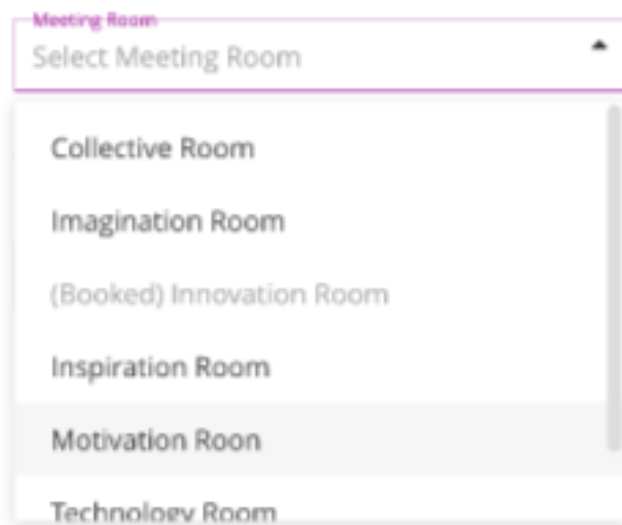 Meeting Room
Select Meeting Room
Collective Room
Imagination Room
(Booked) Innovation Room
Inspiration Room
Motivation Roon
Technology Room